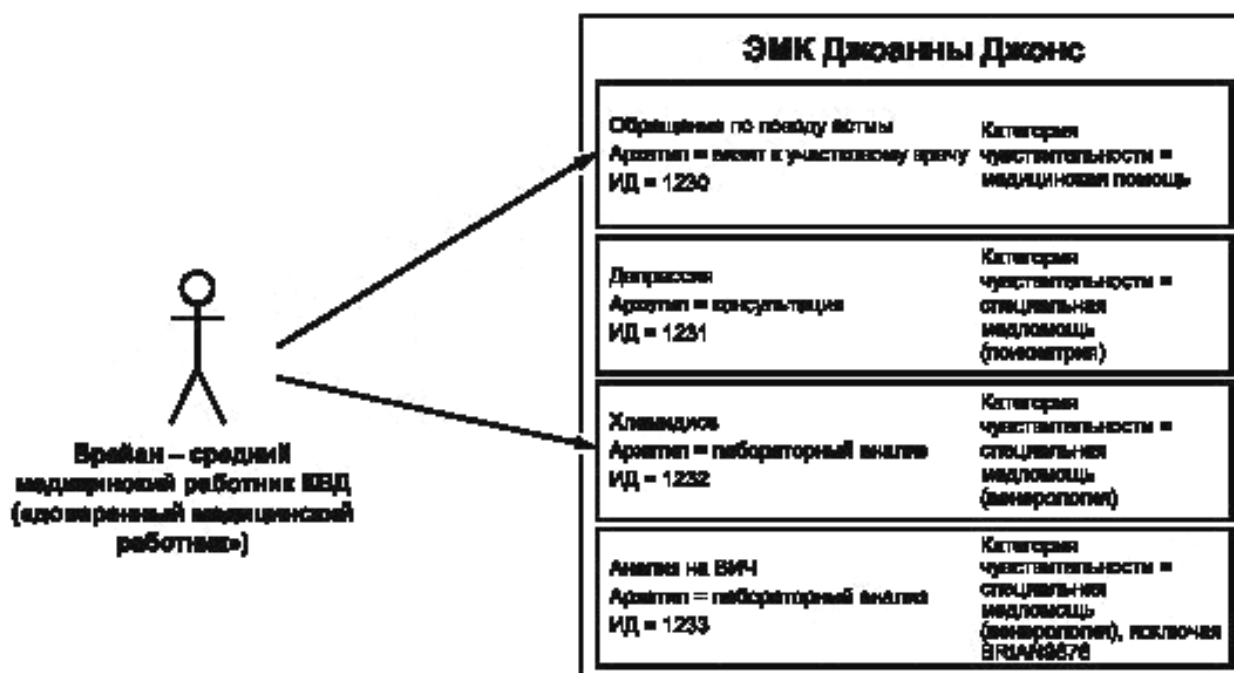 ЭМК Джоанны Джонс
Обращение по поводу астмы
Архетип = визит к участковому врачу
ИД = 1230
Категория
чувствительности =
медицинская помощь
Депрессия
Архетип = консультация
ИД = 1231
Категория
чувствительности =
специальная
медпомощь
(психиатрия)
Хламидиоз
Архетип = лабораторный анализ
ИД = 1232
Категория
чувствительности =
специальная
медпомощь
(венерология)
Анализ на ВИЧ
Архетип = лабораторный анализ
ИД = 1233
Категория
чувствительности =
специальная
медпомощь
(венерология), исключая
Брайан – средний
медицинский работник КВД
(«доверенный медицинский
работник»)